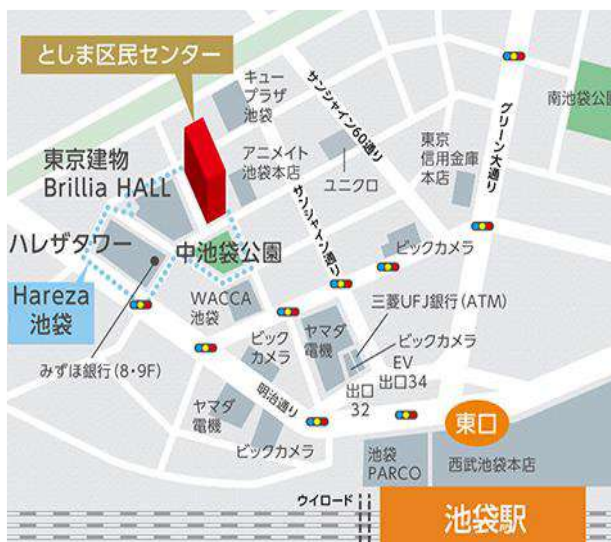 としま区民センター
キュー
プラザ
池袋
サンシャイン60通り
グリーン大通り
南池袋公園
東京建物
Brillia HALL
アニメイト
池袋本店
ユニクロ
東京
信用金庫
本店
サンシャイン通り
ハレザタワー
中池袋公園
ビックカメラ
Hareza
池袋
WACCA
池袋
三菱UFJ銀行(ATM)
ビック
カメラ
ヤマダ
電機
ビックカメラ
EV
出口34
出口
32
みずほ銀行(8・9F)
明治通り
ヤマダ
電機
ビックカメラ
東口
池袋
PARCO
西武池袋本店
ウイロード
池袋駅